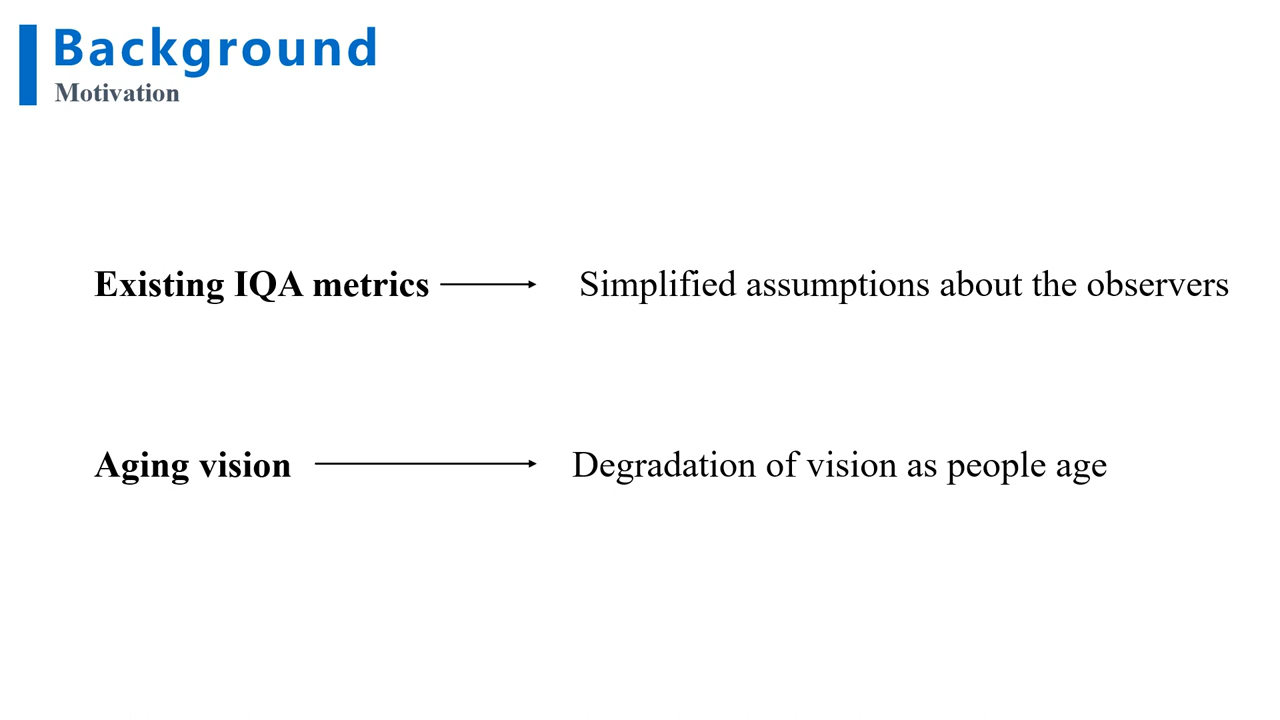 Background
Motivation
Existing IQA metrics Simplified assumptions about the observers
Aging vision Degradation of vision as people age